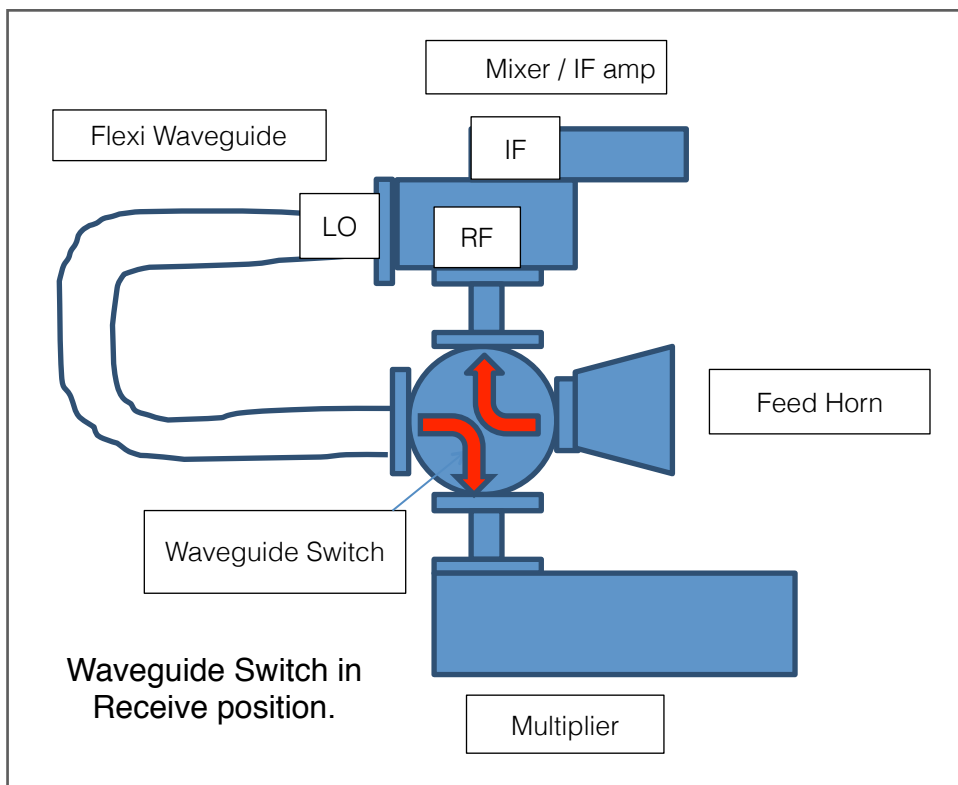 Mixer / IF amp
Flexi Waveguide
IF
LO
RF
Feed Horn
Waveguide Switch
Waveguide Switch in
Receive position.
Multiplier